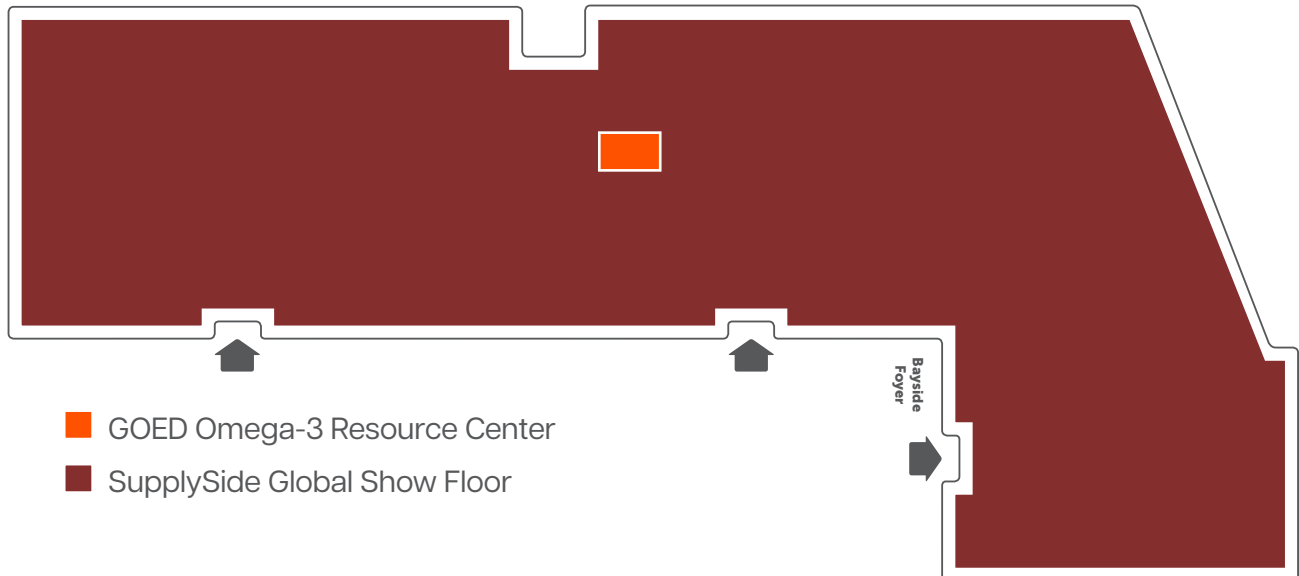 Bayside
Foyer
GOED Omega-3 Resource Center
SupplySide Global Show Floor